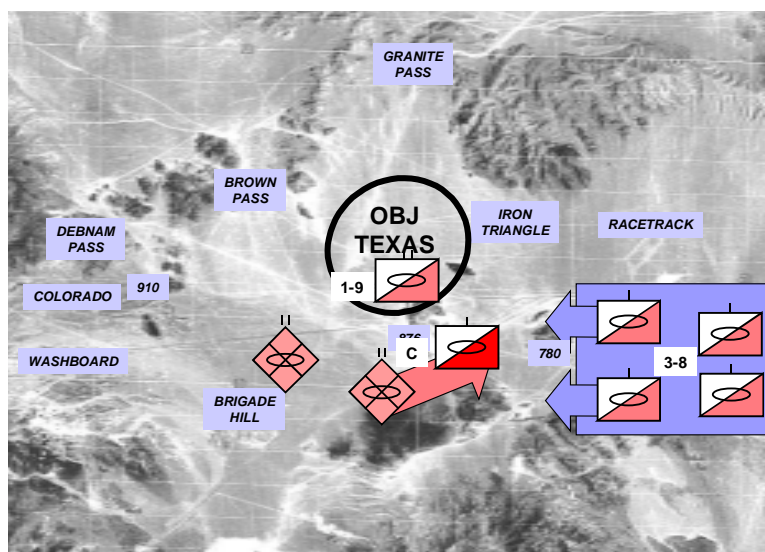 GRANITE
PASS
BROWN
PASS
OBJ
TEXAS
IRON
TRIANGLE
RACETRACK
DEBNAM
PASS
910
COLORADO
1-9
876
C
780
3-8
WASHBOARD
BRIGADE
HILL